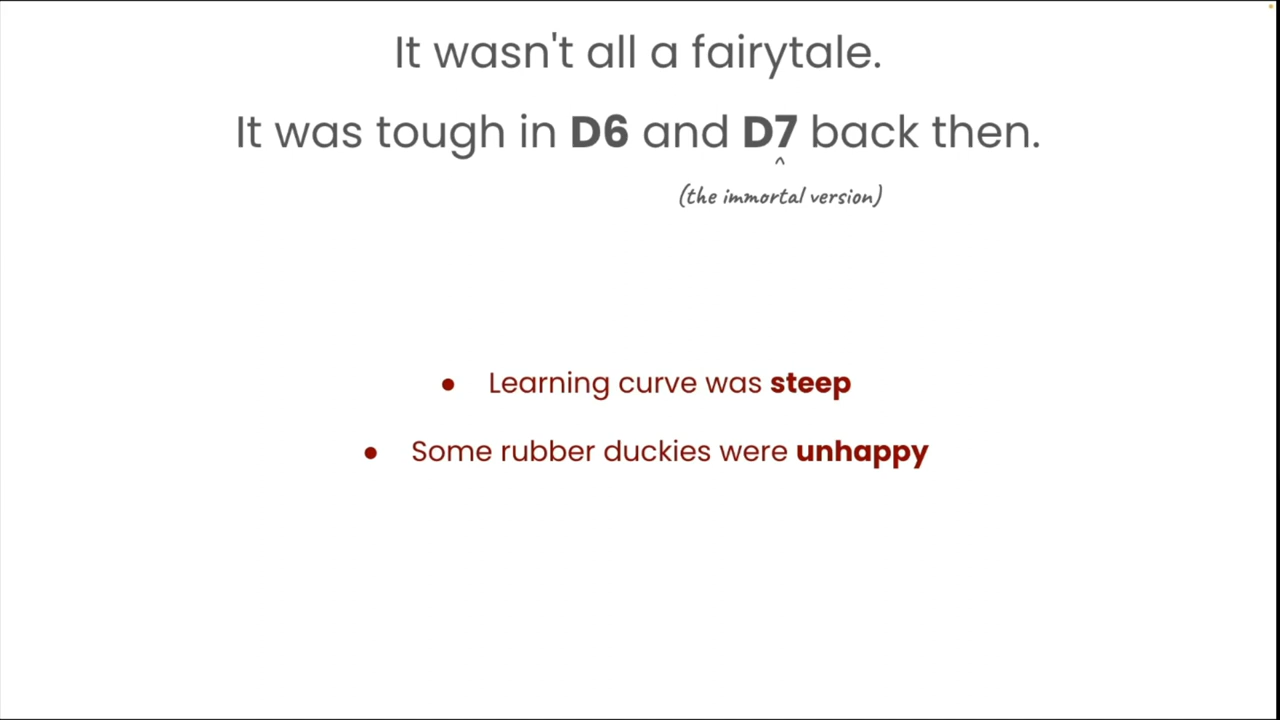 It wasn't all a fairytale.
It was tough in D6 and D7 back then.
^
(the immortal version)
● Learning curve was steep
● Some rubber duckies were unhappy